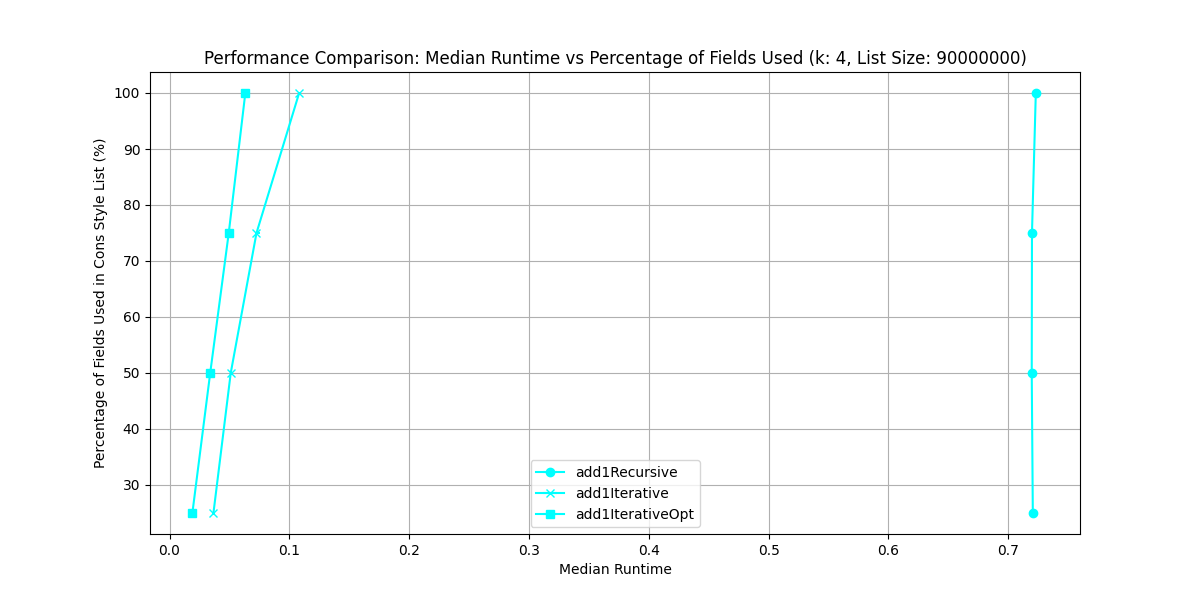 Performance Comparison: Median Runtime vs Percentage of Fields Used (k: 4, List Size: 90000000)
Percentage of Fields Used in Cons Style List (%)
100
90
80
70
60
50
40
30
add1Recursive
add1Iterative
add1IterativeOpt
0.0 0.1 0.2 0.3 0.4 0.5 0.6 0.7
Median Runtime